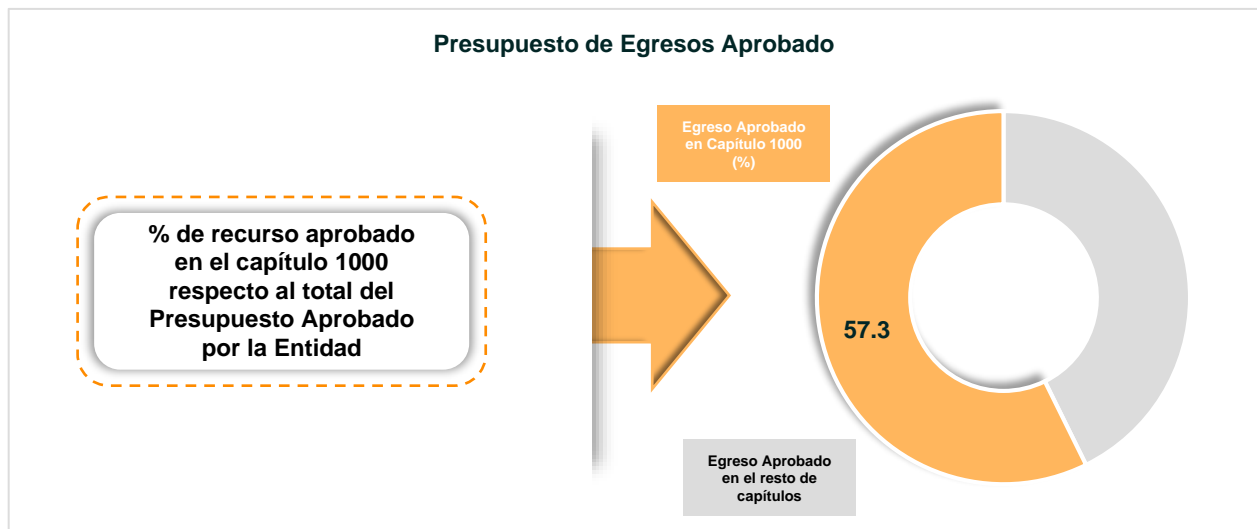 Presupuesto de Egresos Aprobado
% de recurso aprobado
en el capítulo 1000
respecto al total del
Presupuesto Aprobado
por la Entidad
Egreso Aprobado
en Capítulo 1000
(%)
57.3
Egreso Aprobado
en el resto de
capítulos